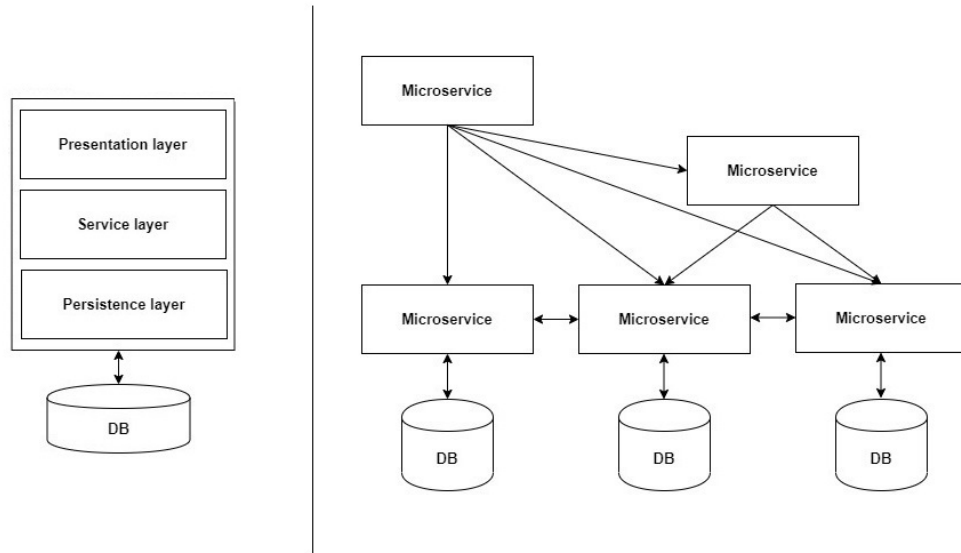 Presentation layer
Service layer
Persistence layer
DB
Microservice
Microservice
Microservice
Microservice
Microservice
DB
DB
DB